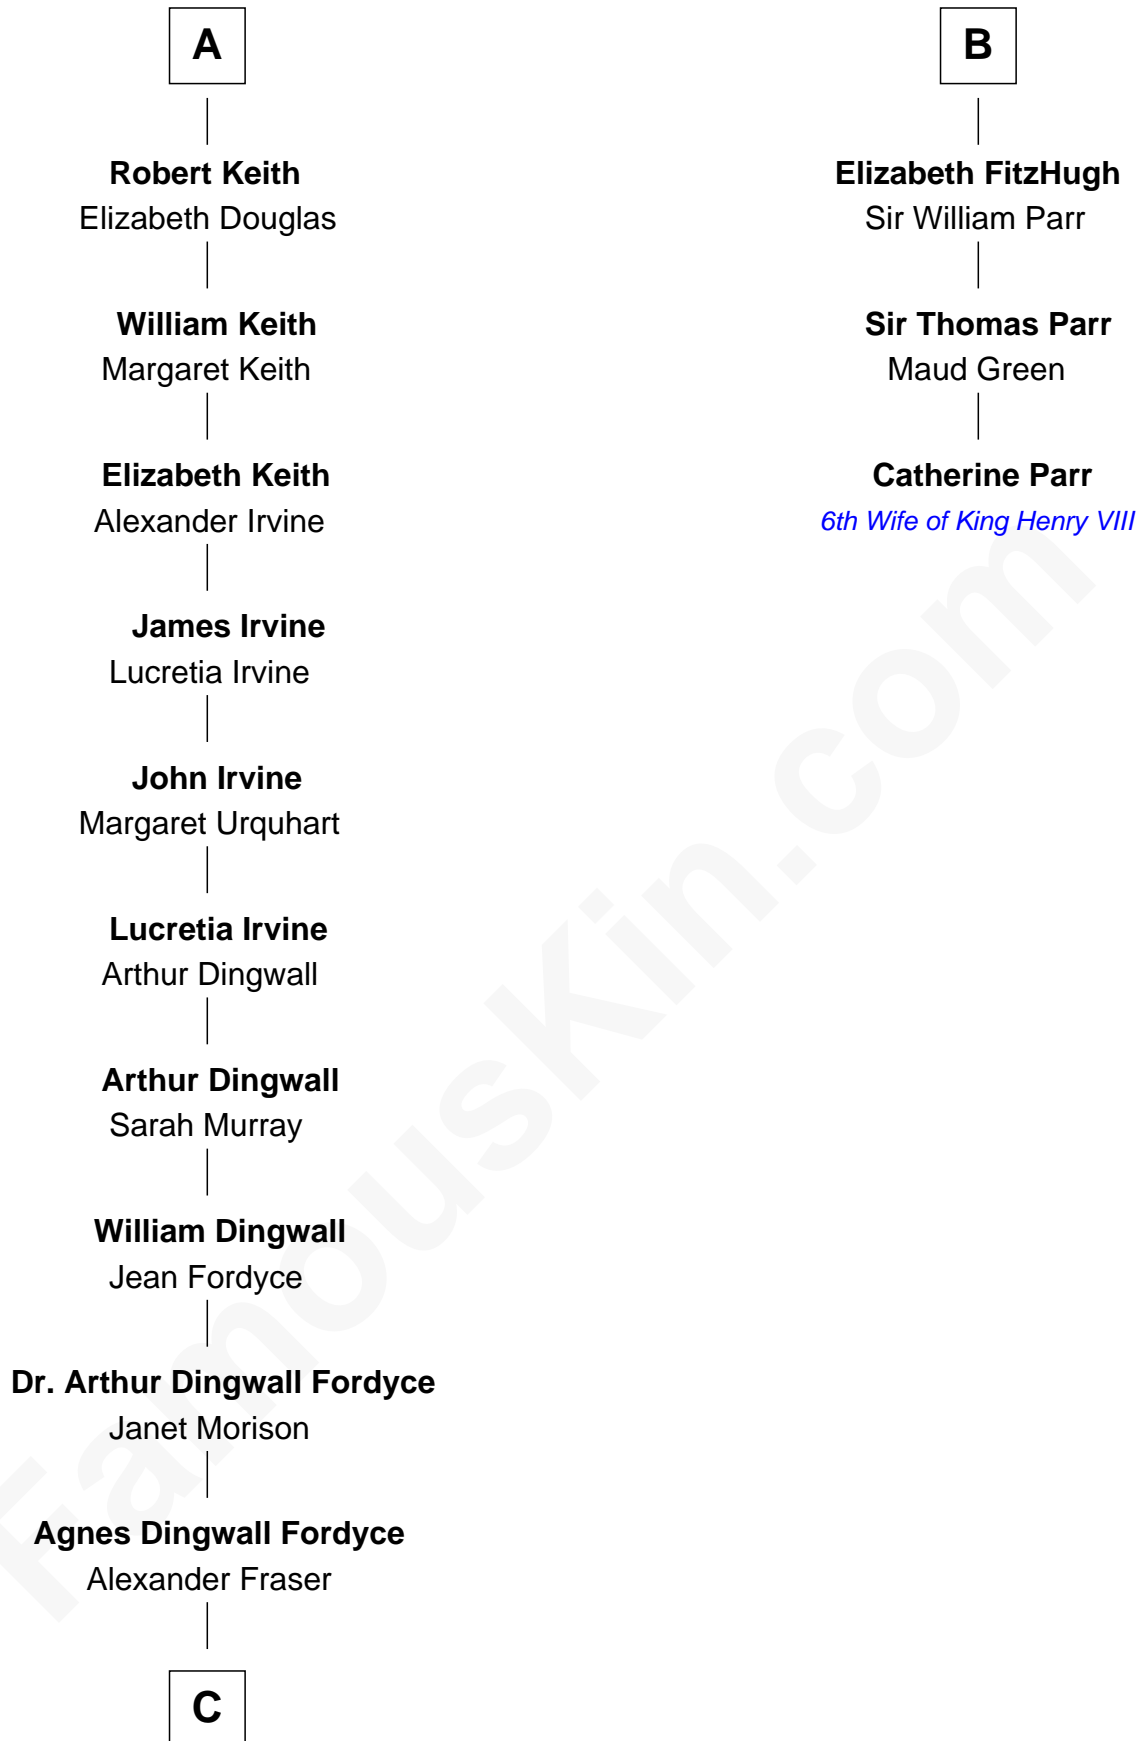 A
Robert Keith
Elizabeth Douglas
William Keith
Margaret Keith
Elizabeth Keith
Alexander Irvine
James Irvine
Lucretia Irvine
John Irvine
Margaret Urquhart
Lucretia Irvine
Arthur Dingwall
Arthur Dingwall
Sarah Murray
William Dingwall
Jean Fordyce
Dr. Arthur Dingwall Fordyce
Janet Morison
Agnes Dingwall Fordyce
Alexander Fraser
C
B
Elizabeth FitzHugh
Sir William Parr
Sir Thomas Parr
Maud Green
Catherine Parr
6th Wife of King Henry VIII
FamousKin.com